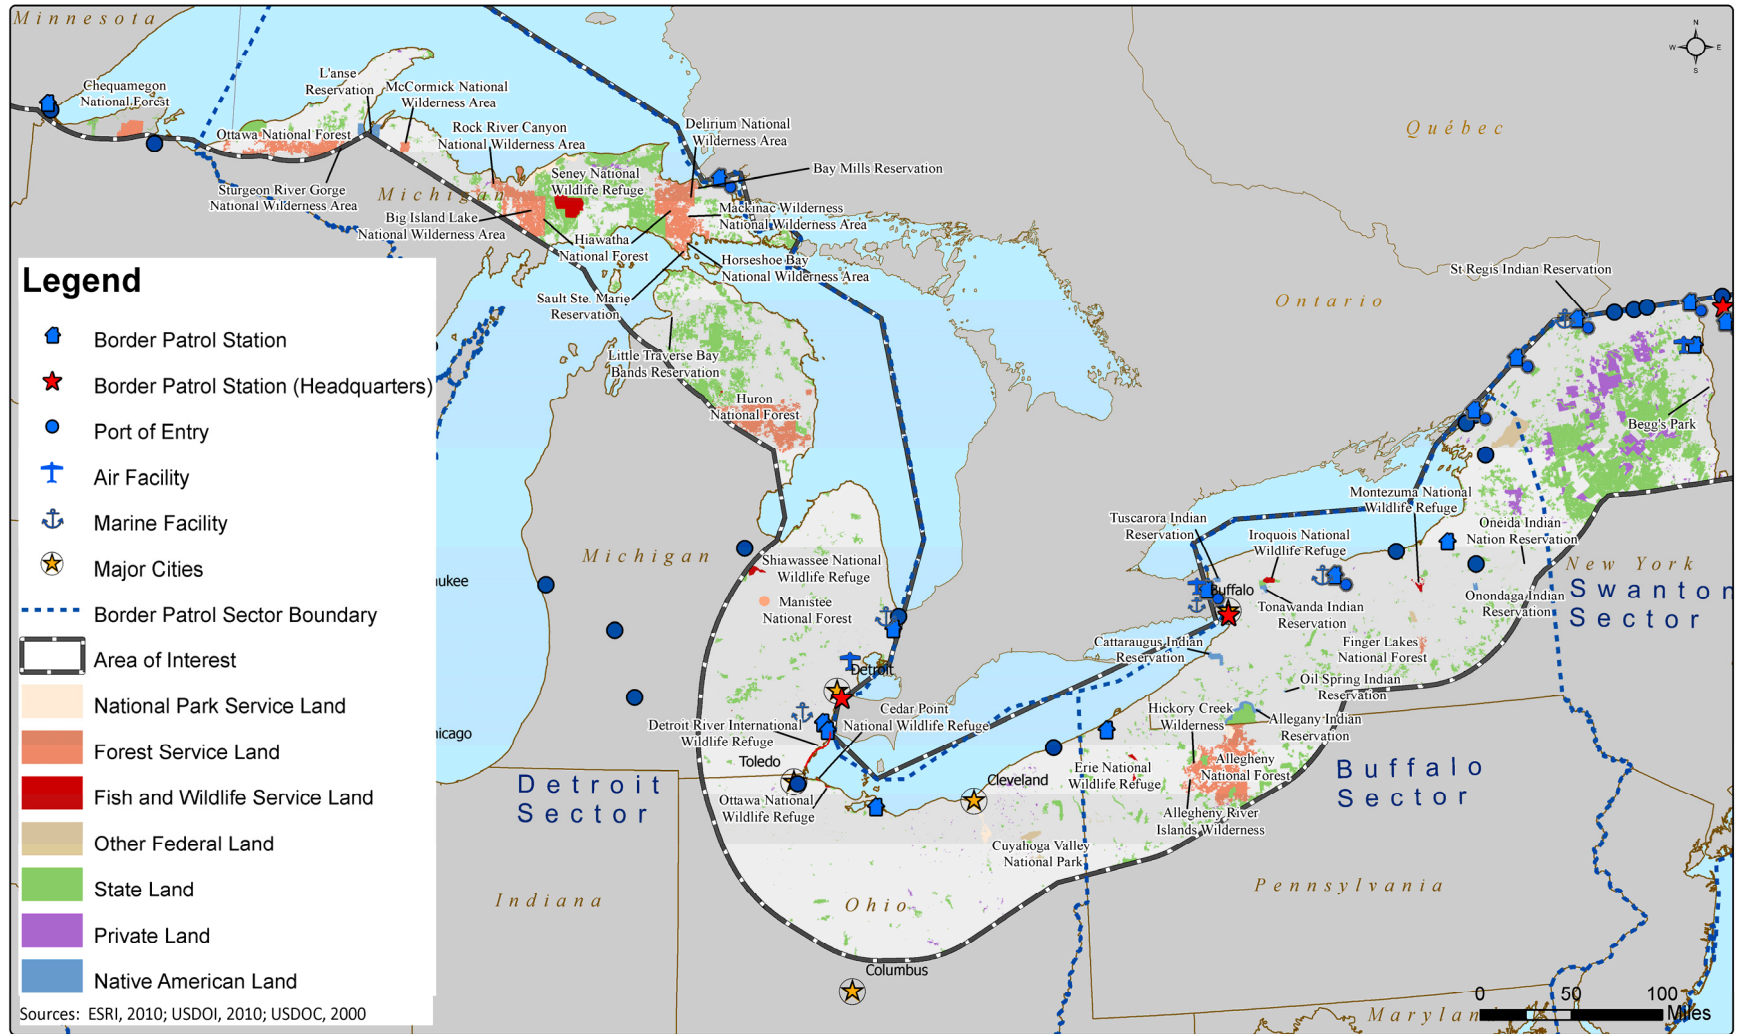 Minnesota
N
W
E
S
Chequamegon
National Forest
L'anse
Reservation
McCormick National
Wilderness Area
Rock River Canyon
National Wilderness Area
Delirium National
Wilderness Area
Québec
Ottawa National Forest
Bay Mills Reservation
Seney National
Wildlife Refuge
Sturgeon River Gorge
National Wilderness Area
Michigan
Big Island Lake
National Wilderness Area
Mackinac Wilderness
National Wilderness Area
Hiawatha
National Forest
Horseshoe Bay
National Wilderness Area
St Regis Indian Reservation
Ontario
Sault Ste. Marie
Reservation
Little Traverse Bay
Bands Reservation
Huron
National Forest
Begg's Park
Legend
Border Patrol Station
Border Patrol Station (Headquarters)
Port of Entry
Air Facility
Marine Facility
Major Cities
Border Patrol Sector Boundary
Area of Interest
National Park Service Land
Forest Service Land
Fish and Wildlife Service Land
Other Federal Land
State Land
Private Land
Native American Land
Sources: ESRI, 2010; USDOI, 2010; USDOC, 2000
Montezuma National
Wildlife Refuge
Tuscarora Indian
Reservation
Iroquois National
Wildlife Refuge
Oneida Indian
Nation Reservation
Michigan
Shiawassee National
Wildlife Refuge
New York
Swanton
Sector
ukee
Buffalo
Manistee
National Forest
Tonawanda Indian
Reservation
Onondaga Indian
Reservation
Cattaraugus Indian
Reservation
Finger Lakes
National Forest
Detroit
Oil Spring Indian
Reservation
Detroit River International
Wildlife Refuge
Cedar Point
National Wildlife Refuge
Hickory Creek
Wilderness
Allegany Indian
Reservation
icago
Toledo
Detroit
Sector
Ottawa National
Wildlife Refuge
Cleveland
Erie National
Wildlife Refuge
Allegheny
National Forest
Buffalo
Sector
Allegheny River
Islands Wilderness
Cuyahoga Valley
National Park
Indiana
Ohio
Pennsylvania
Columbus
0 50 100
Miles
Marylan